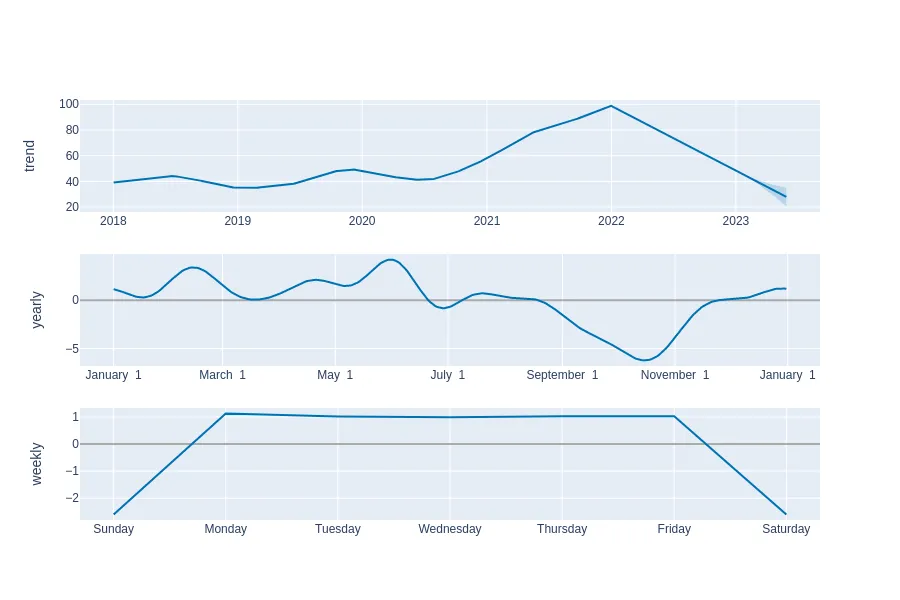 trend
100
80
60
40
20
2018 2019 2020 2021 2022 2023
yearly
0
−5
January 1 March 1 May 1 July 1 September 1 November 1 January 1
weekly
1
0
−1
−2
Sunday Monday Tuesday Wednesday Thursday Friday Saturday